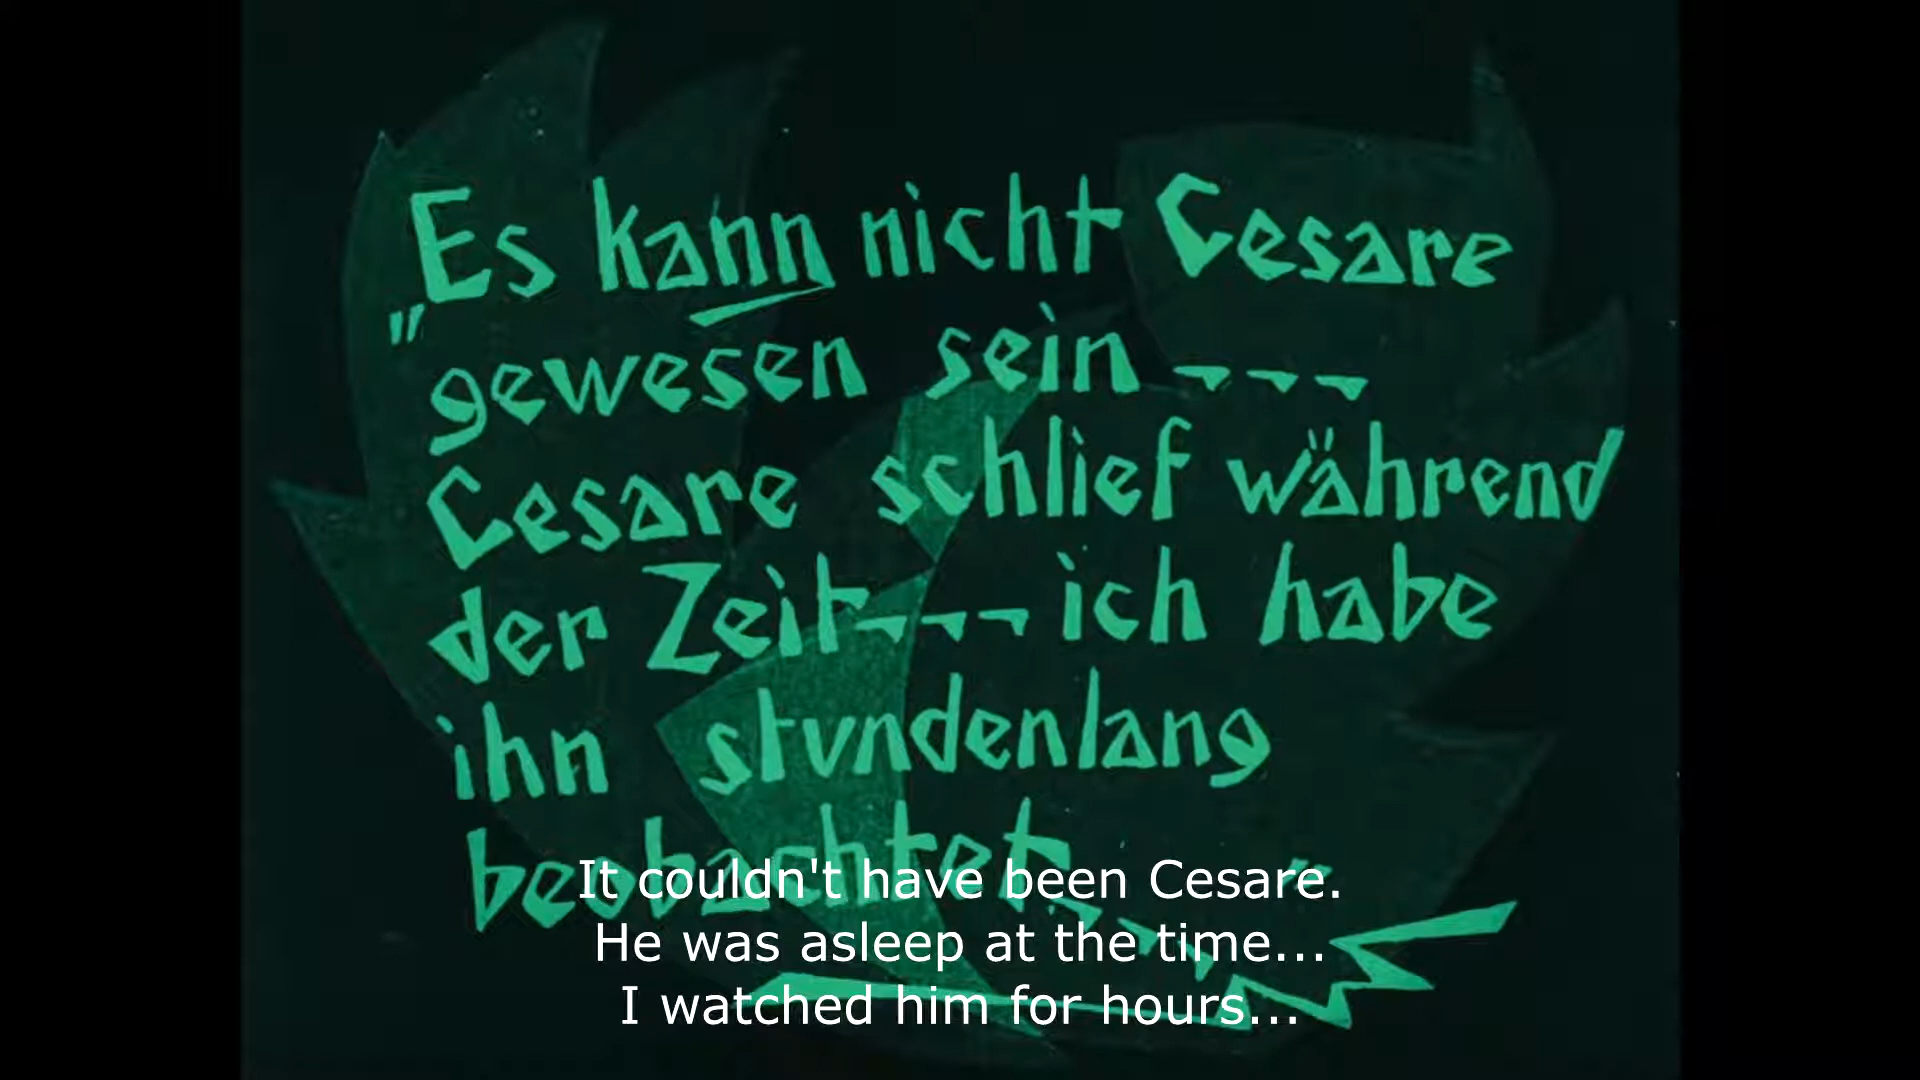 „Es kann nicht Cesare
gewesen sein - - -
Cesare schlief während
der Zeit - - - ich habe
ihn stundenlang
beobachtet - - - - “
It couldn't have been Cesare.
He was asleep at the time...
I watched him for hours...